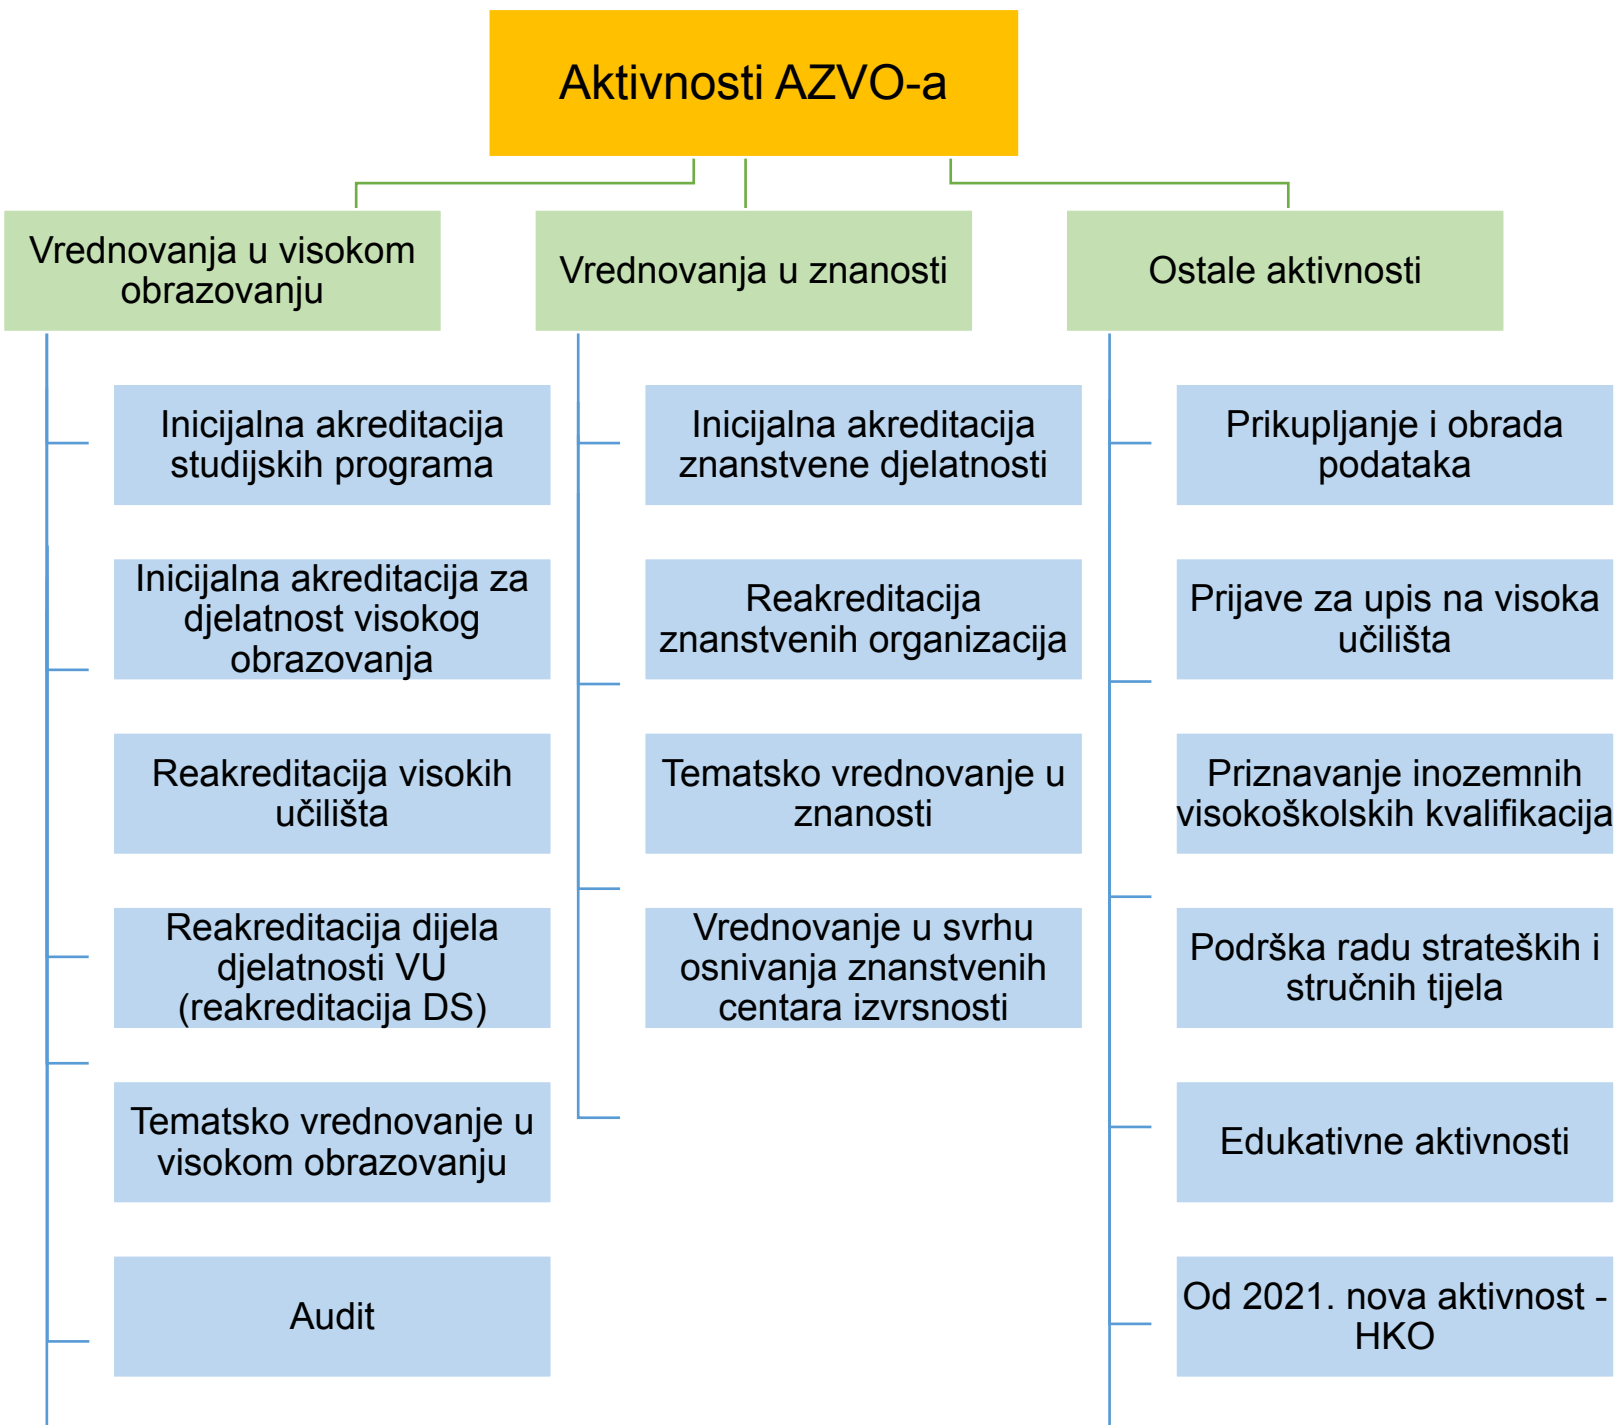 Aktivnosti AZVO-a
Vrednovanja u visokom
obrazovanju
Inicijalna akreditacija
studijskih programa
Inicijalna akreditacija za
djelatnost visokog
obrazovanja
Reakreditacija visokih
učilišta
Reakreditacija dijela
djelatnosti VU
(reakreditacija DS)
Tematsko vrednovanje u
visokom obrazovanju
Audit
Vrednovanja u znanosti
Inicijalna akreditacija
znanstvene djelatnosti
Reakreditacija
znanstvenih organizacija
Tematsko vrednovanje u
znanosti
Vrednovanje u svrhu
osnivanja znanstvenih
centara izvrsnosti
Ostale aktivnosti
Prikupljanje i obrada
podataka
Prijave za upis na visoka
učilišta
Priznavanje inozemnih
visokoškolskih kvalifikacija
Podrška radu strateških i
stručnih tijela
Edukativne aktivnosti
Od 2021. nova aktivnost -
HKO